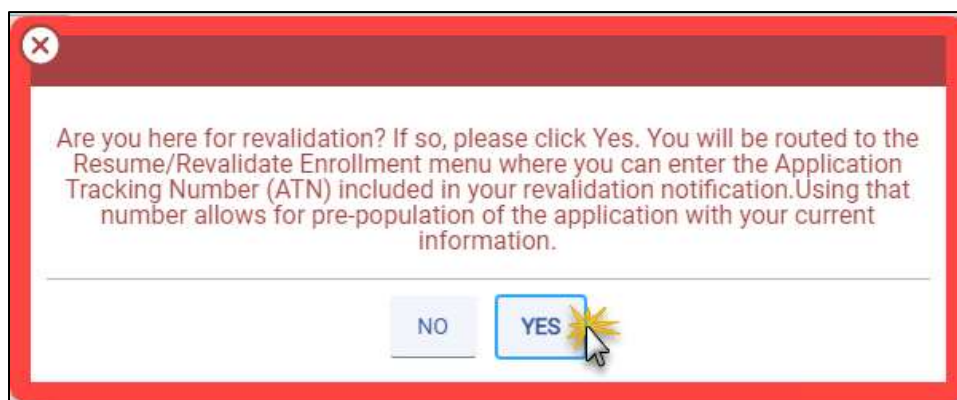 Are you here for revalidation? If so, please click Yes. You will be routed to the
Resume/Revalidate Enrollment menu where you can enter the Application
Tracking Number (ATN) included in your revalidation notification.Using that
number allows for pre-population of the application with your current
information.
NO
YES